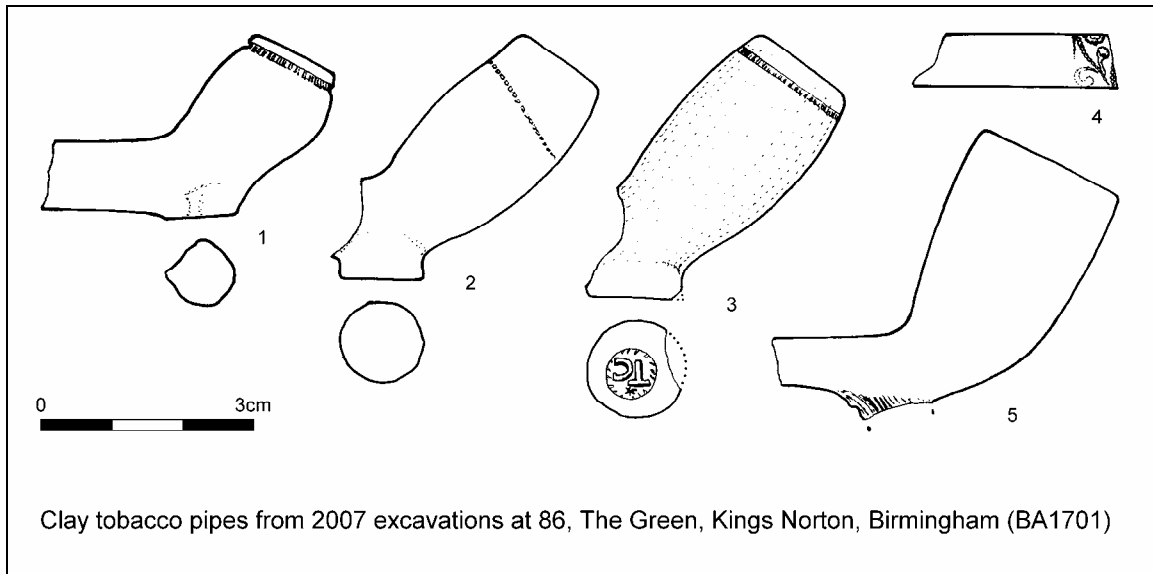 4
1
2
3
TC
0 3cm
5
Clay tobacco pipes from 2007 excavations at 86, The Green, Kings Norton, Birmingham (BA1701)